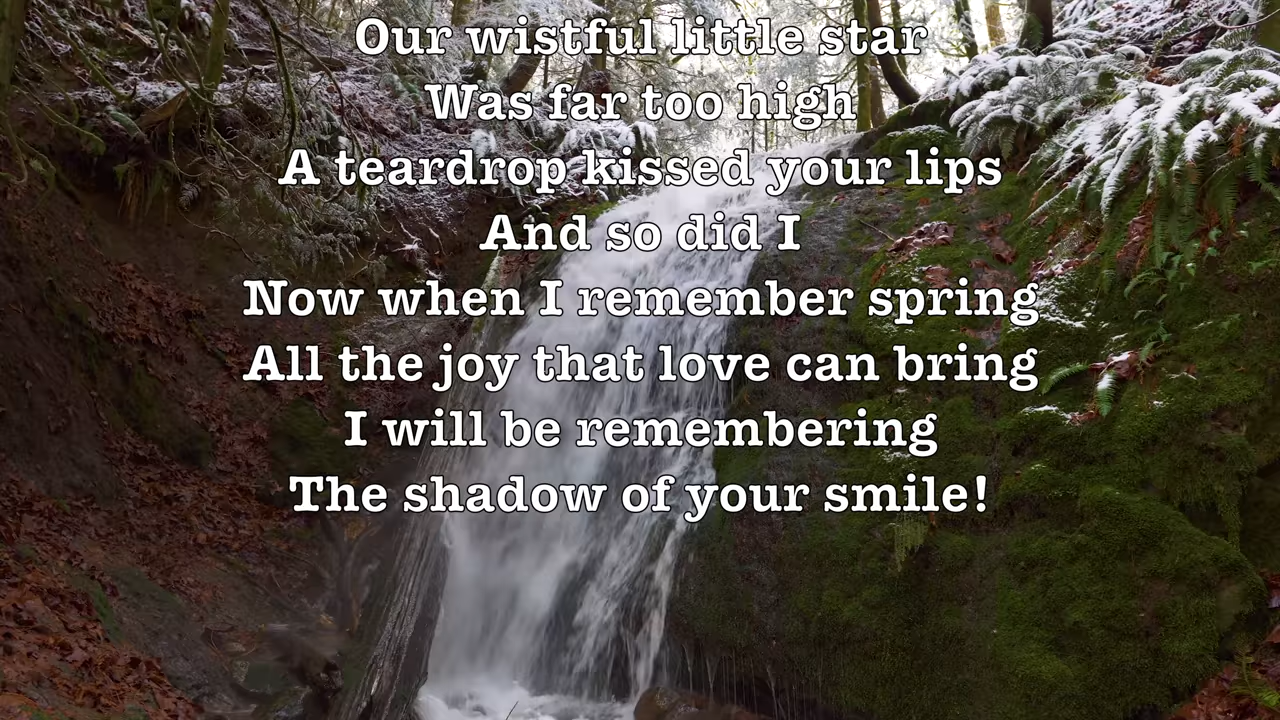 Our wistful little star
Was far too high
A teardrop kissed your lips
And so did I
Now when I remember spring
All the joy that love can bring
I will be remembering
The shadow of your smile!